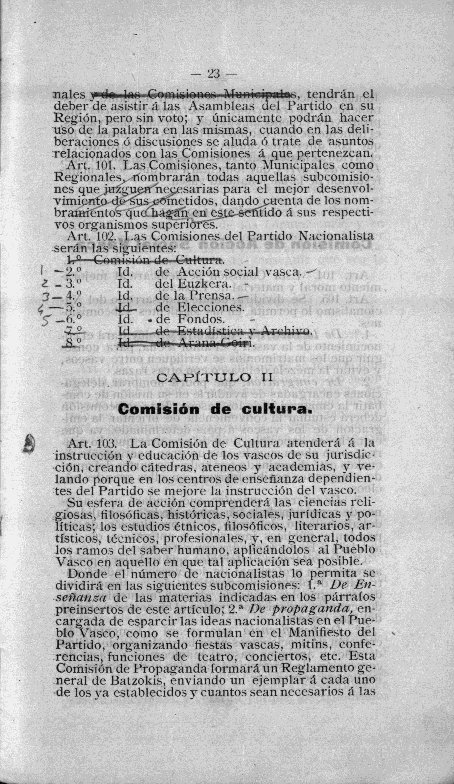 — 23 —
nales y de las Comisiones Municipales, tendrán el
deber de asistir á las Asambleas del Partido en su
Región, pero sin voto; y únicamente podrán hacer
uso de la palabra en las mismas, cuando en las deli-
beraciones ó discusiones se aluda ó trate de asuntos
relacionados con las Comisiones á que pertenezcan.
Art. 101. Las Comisiones, tanto Municipales como
Regionales, nombrarán todas aquellas subcomisio-
nes que juzguen necesarias para el mejor desenvol-
vimiento de sus cometidos, dando cuenta de los nom-
bramientos que hagan en este sentido á sus respecti-
vos organismos superiores.
Art. 102. Las Comisiones del Partido Nacionalista
serán las siguientes:
1.º Comisión de Cultura.
1 - 2.º Id. de Acción social vasca.
2 - 3.º Id. del Euzkera.
3 - 4.º Id. de la Prensa.
4 - 5.º Id. de Elecciones.
5 - 6.º Id. de Fondos.
7.º Id. de Estadística y Archivo.
8.º Id. de Arana-Goiri.
CAPÍTULO II
Comisión de cultura.
Art. 103. La Comisión de Cultura atenderá á la
instrucción y educación de los vascos de su jurisdic-
ción, creando cátedras, ateneos y academias, y ve-
lando porque en los centros de enseñanza dependien-
tes del Partido se mejore la instrucción del vasco.
Su esfera de acción comprenderá las ciencias reli-
giosas, filosóficas, históricas, sociales, jurídicas y po-
líticas; los estudios étnicos, filosóficos, literarios, ar-
tísticos, técnicos, profesionales, y, en general, todos
los ramos del saber humano, aplicándolos al Pueblo
Vasco en aquello en que tal aplicación sea posible.
Donde el número de nacionalistas lo permita se
dividirá en las siguientes subcomisiones: 1.ª De En-
señanza de las materias indicadas en los párrafos
preinsertos de este artículo; 2.ª De propaganda, en-
cargada de esparcir las ideas nacionalistas en el Pue-
blo Vasco, como se formulan en el Manifiesto del
Partido, organizando fiestas vascas, mitins, confe-
rencias, funciones de teatro, conciertos, etc. Esta
Comisión de Propaganda formará un Reglamento ge-
neral de Batzokis, enviando un ejemplar á cada uno
de los ya establecidos y cuantos sean necesarios á las